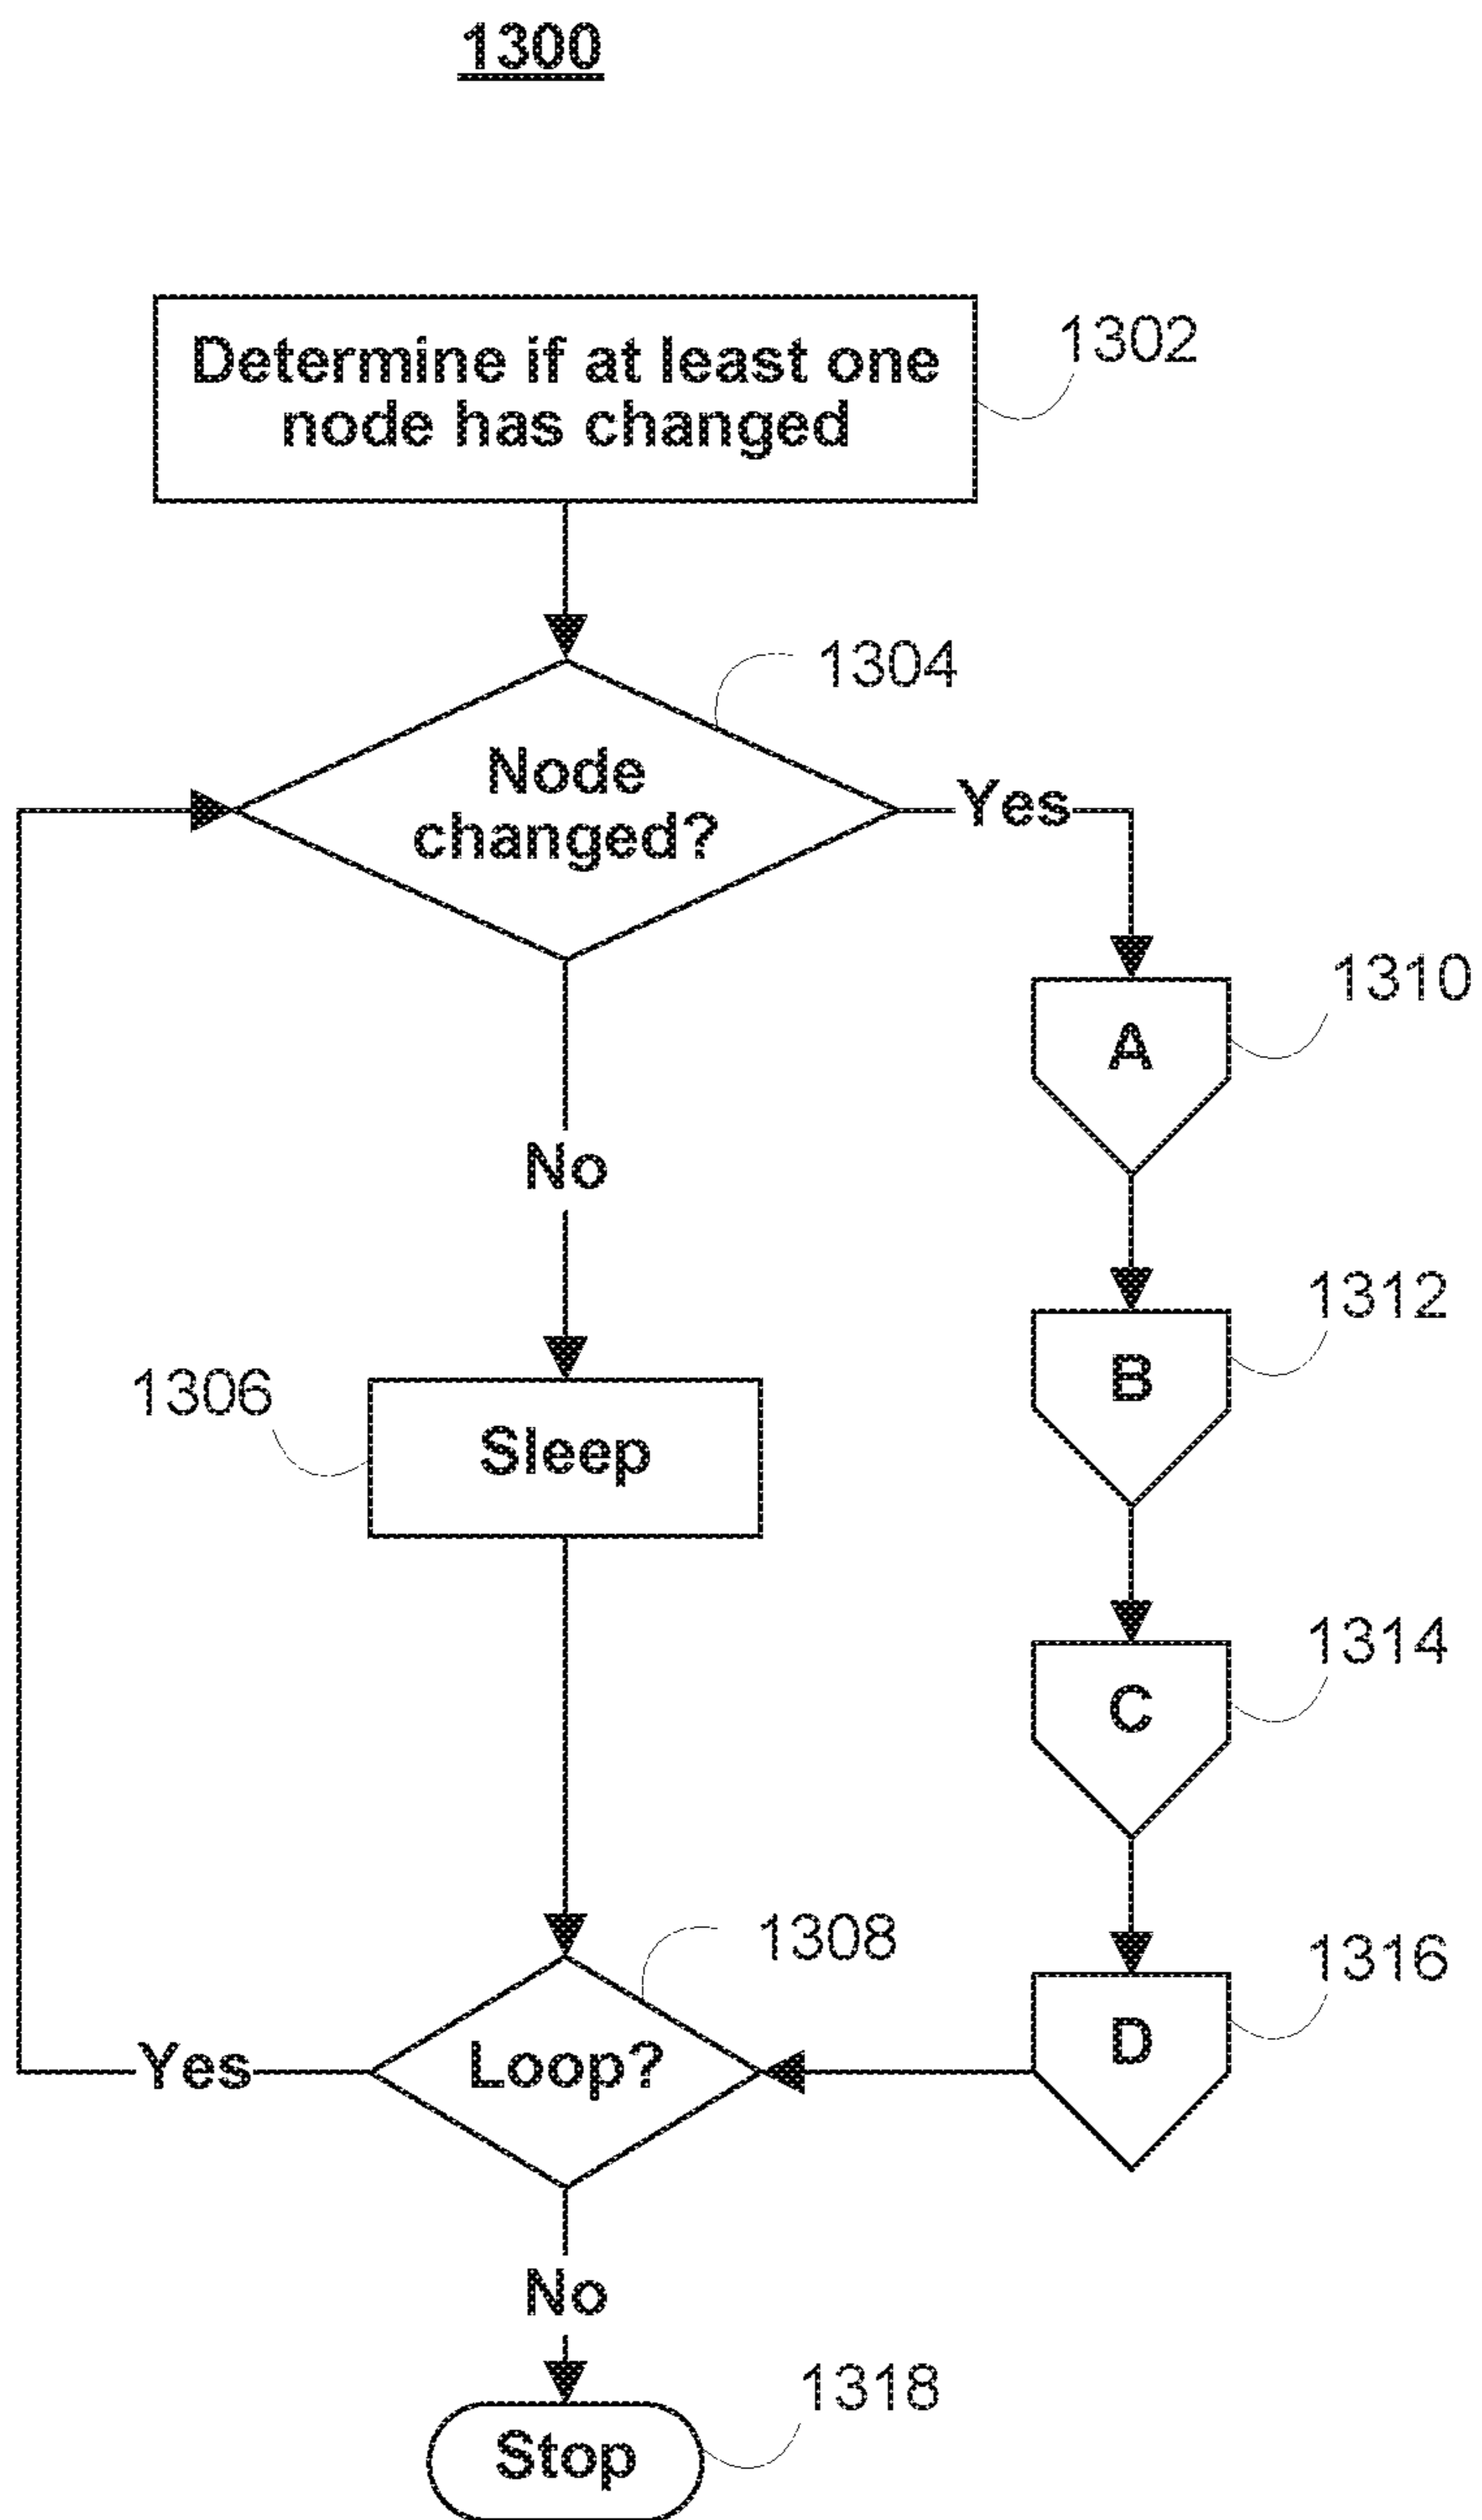 1300
Determine if at least one
node has changed
1302
1304
Node
changed?
Yes
1310
A
No
1312
B
1306
Sleep
1314
C
1308
1316
D
Loop?
Yes
No
1318
Stop